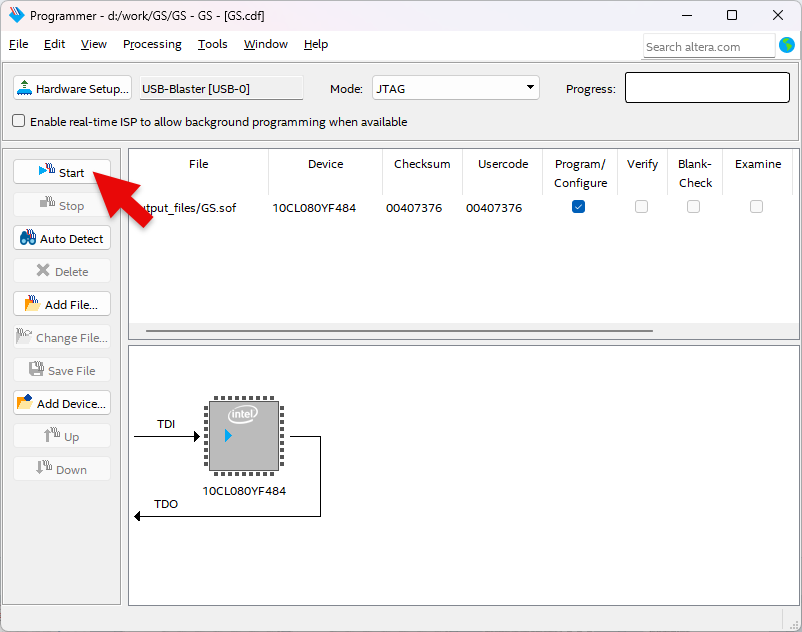 Programmer - d:/work/GS/GS - GS - [GS.cdf]
File Edit View Processing Tools Window Help
Search altera.com
Hardware Setup... USB-Blaster [USB-0] Mode: JTAG Progress:
Enable real-time ISP to allow background programming when available
Start
Stop
Auto Detect
Delete
Add File...
Change File...
Save File
Add Device...
Up
Down
File Device Checksum Usercode Program/ Verify Blank- Examine
Configure Check
utput_files/GS.sof 10CL080YF484 00407376 00407376
intel
TDI
10CL080YF484
TDO